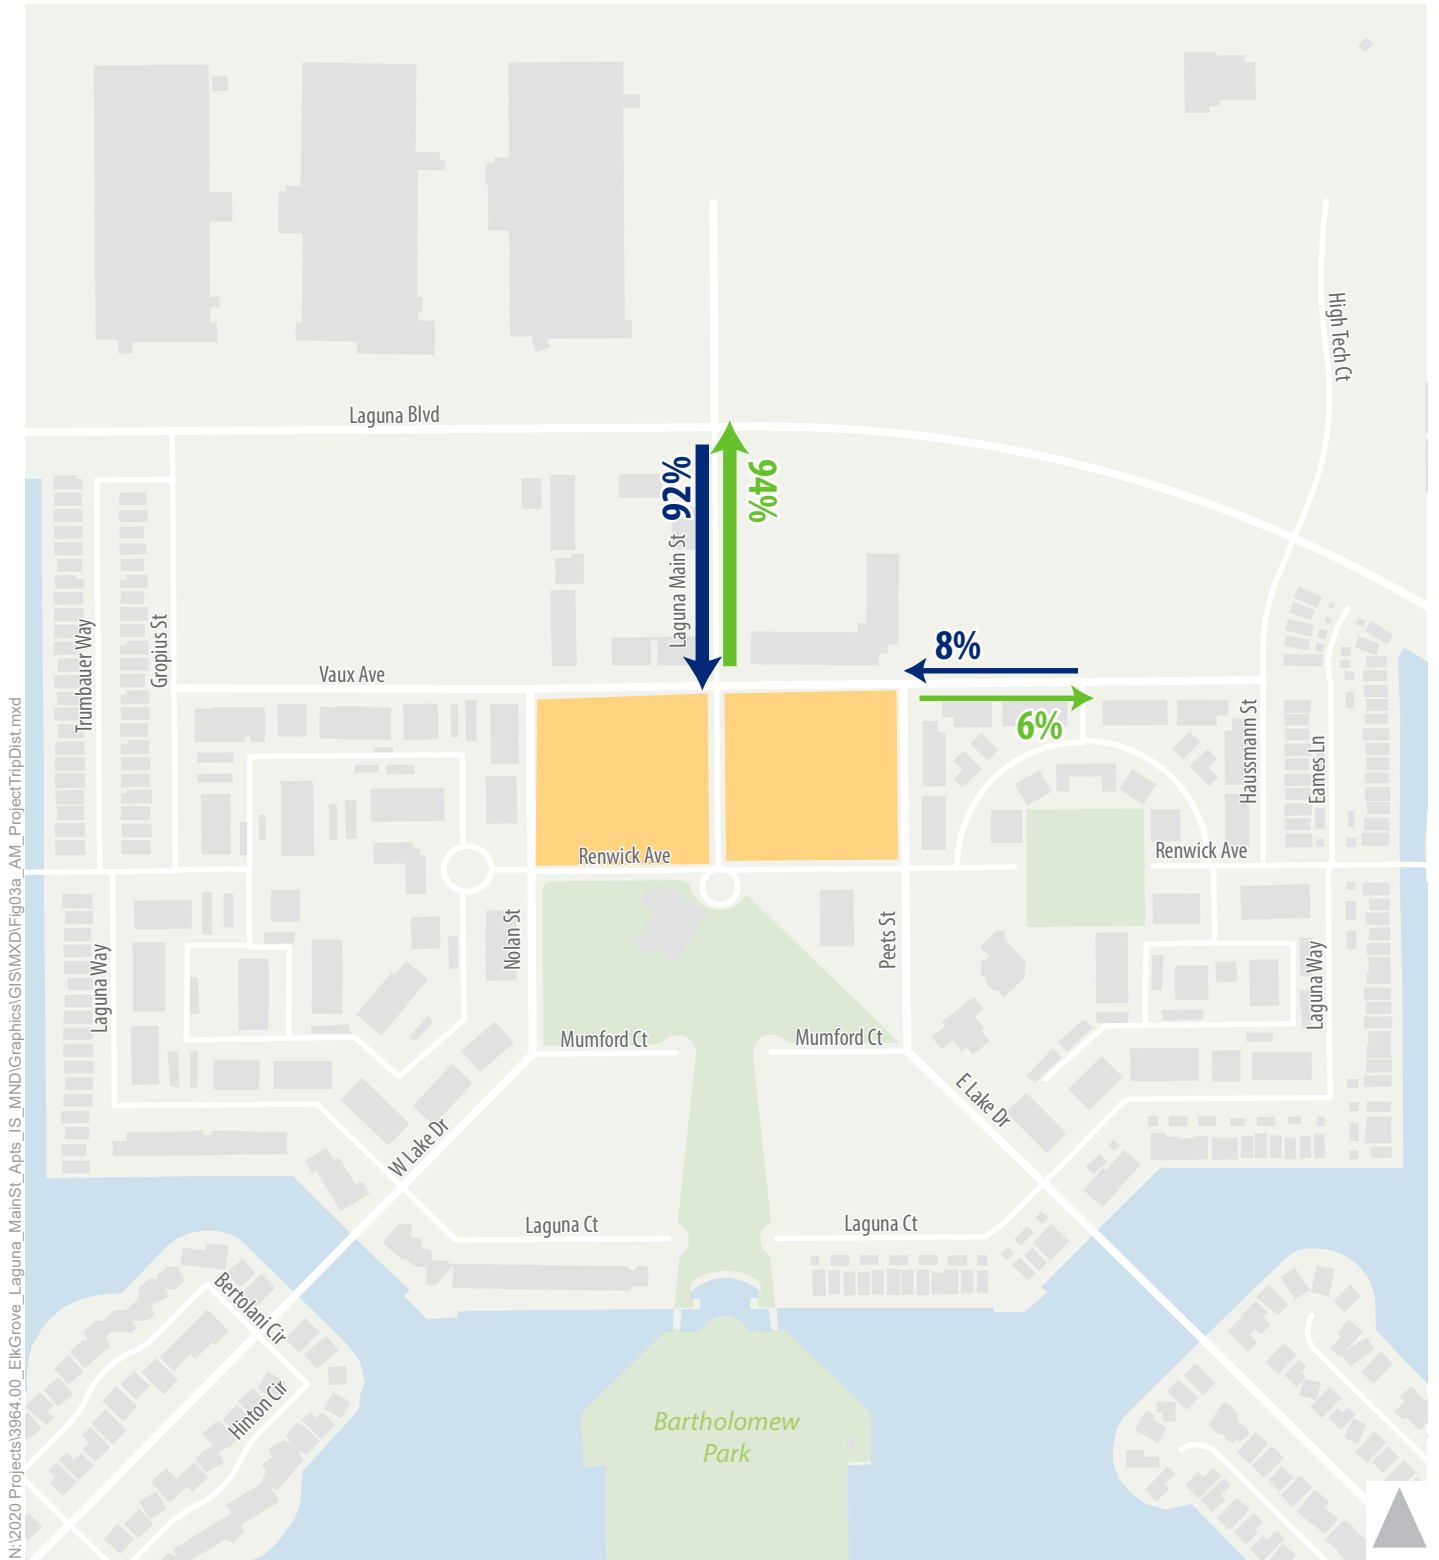 High Tech Ct
Laguna Blvd
92%
94%
Laguna Main St
Trumbauer Way
Gropius St
Vaux Ave
8%
6%
Haussmann St
Eames Ln
Renwick Ave
Renwick Ave
Laguna Way
Nolan St
Peets St
Laguna Way
Mumford Ct
Mumford Ct
W Lake Dr
E Lake Dr
Laguna Ct
Laguna Ct
Bertolani Cir
Hinton Cir
Bartholomew
Park
N:\2020 Projects\3964.00_ElkGrove_Laguna_MainSt_Apts_IS_MND\Graphics\GIS\MXD\Fig03a_AM_ProjectTripDist.mxd